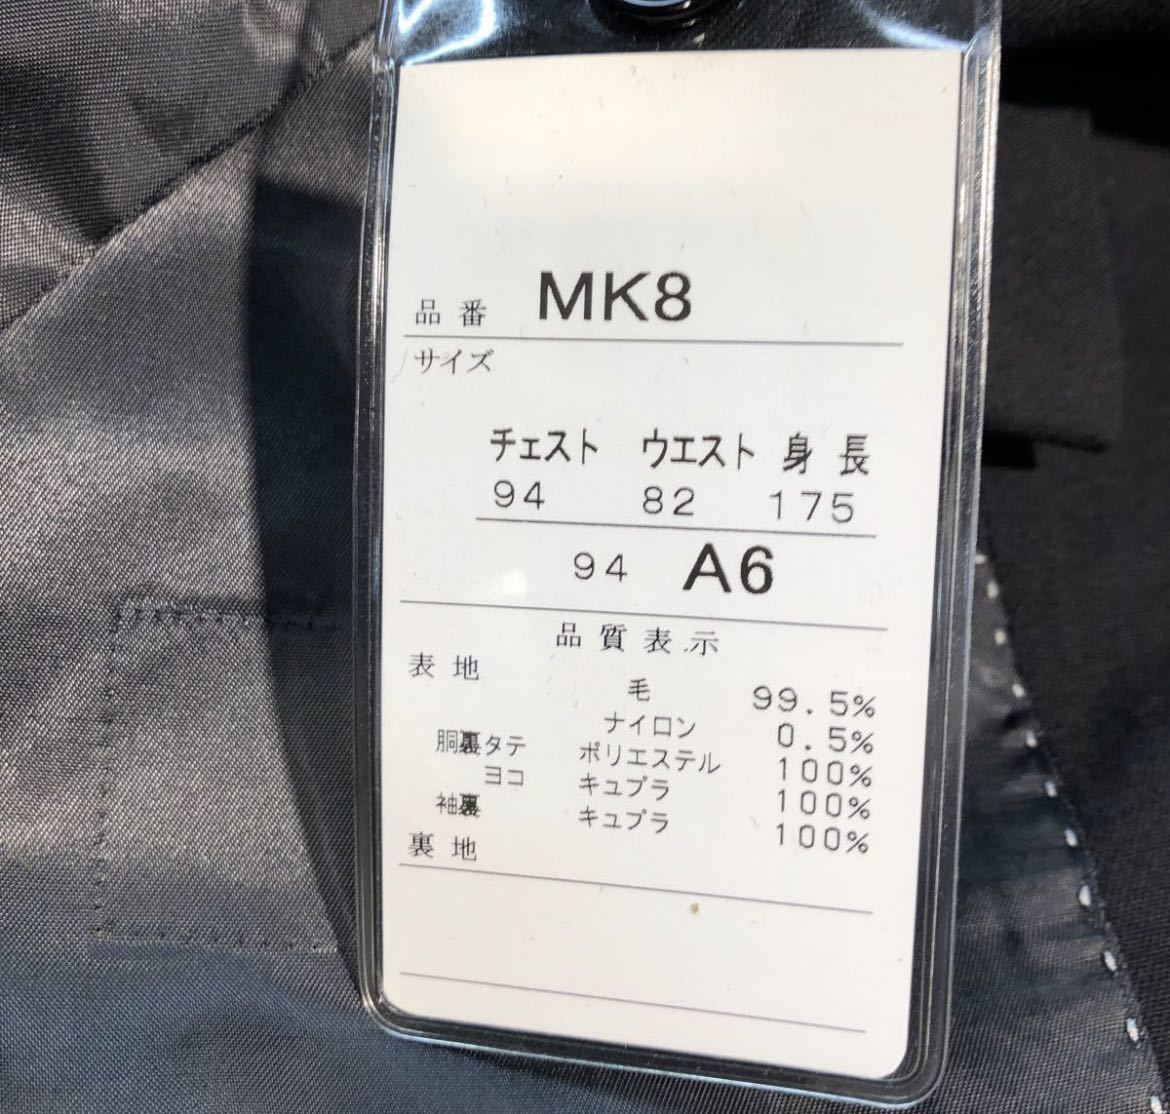 品番 MK8
サイズ
チェスト ウエスト 身長
94 82 175
94 A6
品質表示
表地
毛 99.5%
ナイロン 0.5%
胴裏タテ ポリエステル 100%
ヨコ キュプラ 100%
袖裏 キュプラ 100%
裏地